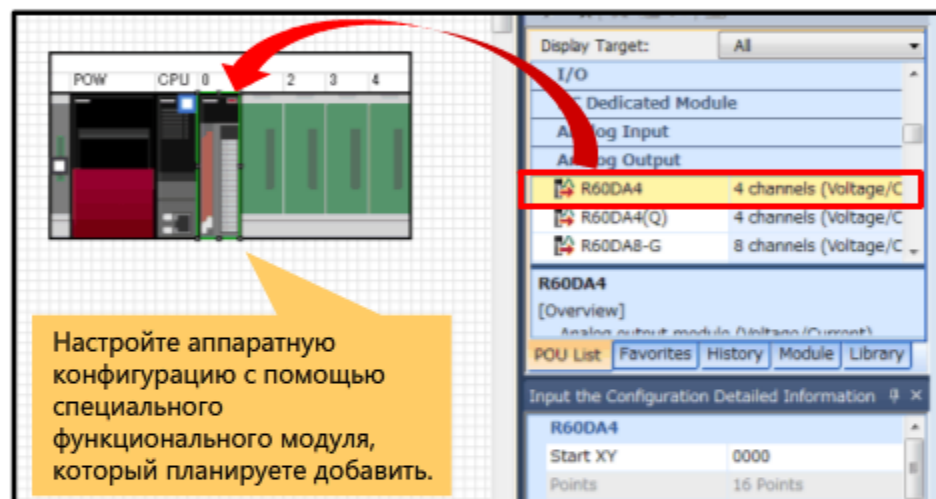 Display Target: All
I/O
Dedicated Module
Analog Input
Analog Output
R60DA4 4 channels (Voltage/C
R60DA4(Q) 4 channels (Voltage/C
R60DA8-G 8 channels (Voltage/C
R60DA4
[Overview]
Analog output module (Voltage/Current)
POU List Favorites History Module Library
Input the Configuration Detailed Information
R60DA4
Start XY 0000
Points 16 Points
POW CPU 0 2 3 4
Настройте аппаратную
конфигурацию с помощью
специального
функционального модуля,
который планируете добавить.